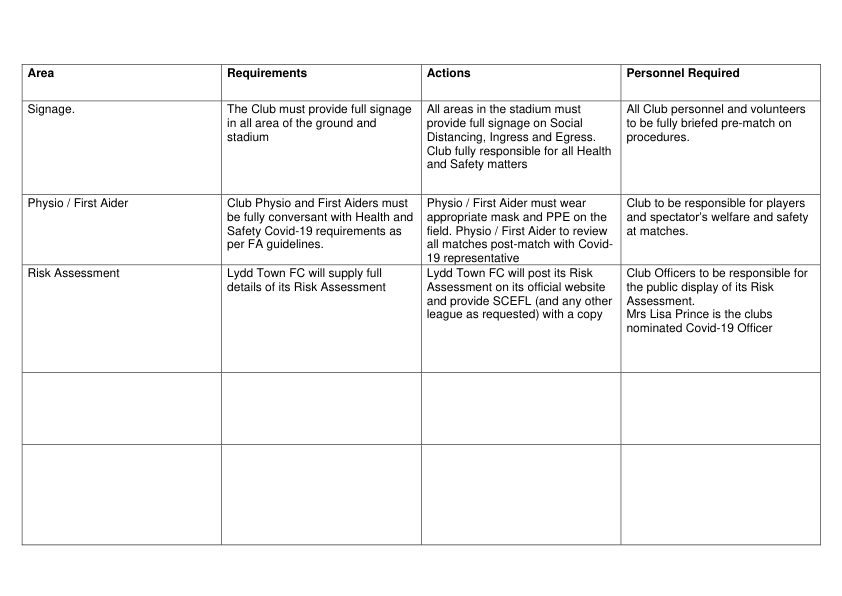 Area
Requirements
Actions
Personnel Required
Signage.
The Club must provide full signage
in all area of the ground and
stadium
All areas in the stadium must
provide full signage on Social
Distancing, Ingress and Egress.
Club fully responsible for all Health
and Safety matters
All Club personnel and volunteers
to be fully briefed pre-match on
procedures.
Physio / First Aider
Club Physio and First Aiders must
be fully conversant with Health and
Safety Covid-19 requirements as
per FA guidelines.
Physio / First Aider must wear
appropriate mask and PPE on the
field. Physio / First Aider to review
all matches post-match with Covid-
19 representative
Club to be responsible for players
and spectator’s welfare and safety
at matches.
Risk Assessment
Lydd Town FC will supply full
details of its Risk Assessment
Lydd Town FC will post its Risk
Assessment on its official website
and provide SCEFL (and any other
league as requested) with a copy
Club Officers to be responsible for
the public display of its Risk
Assessment.
Mrs Lisa Prince is the clubs
nominated Covid-19 Officer